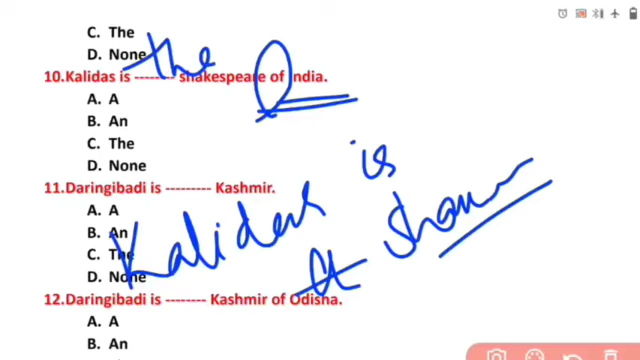 C. The
D. None
the
10.Kalidas is -------- shakespeare of India.
A. A
B. An
C. The
D. None
is
11.Daringibadi is --------- Kashmir.
A. A
Kalidas
B. An
C. The
a
D. None
12.Daringibadi is -------- Kashmir of Odisha.
A. A
B. An